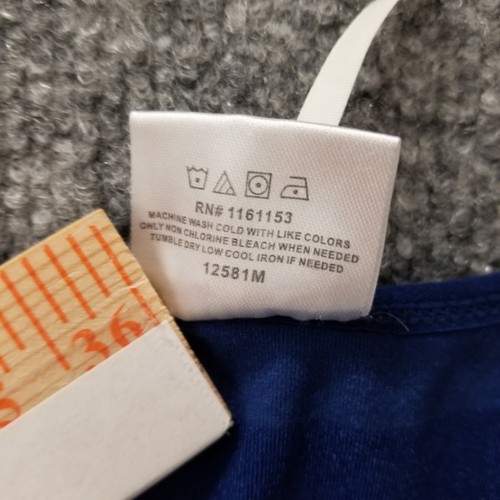 RN# 1161153
MACHINE WASH COLD WITH LIKE COLORS
ONLY NON CHLORINE BLEACH WHEN NEEDED
TUMBLE DRY LOW COOL IRON IF NEEDED
12581M
36